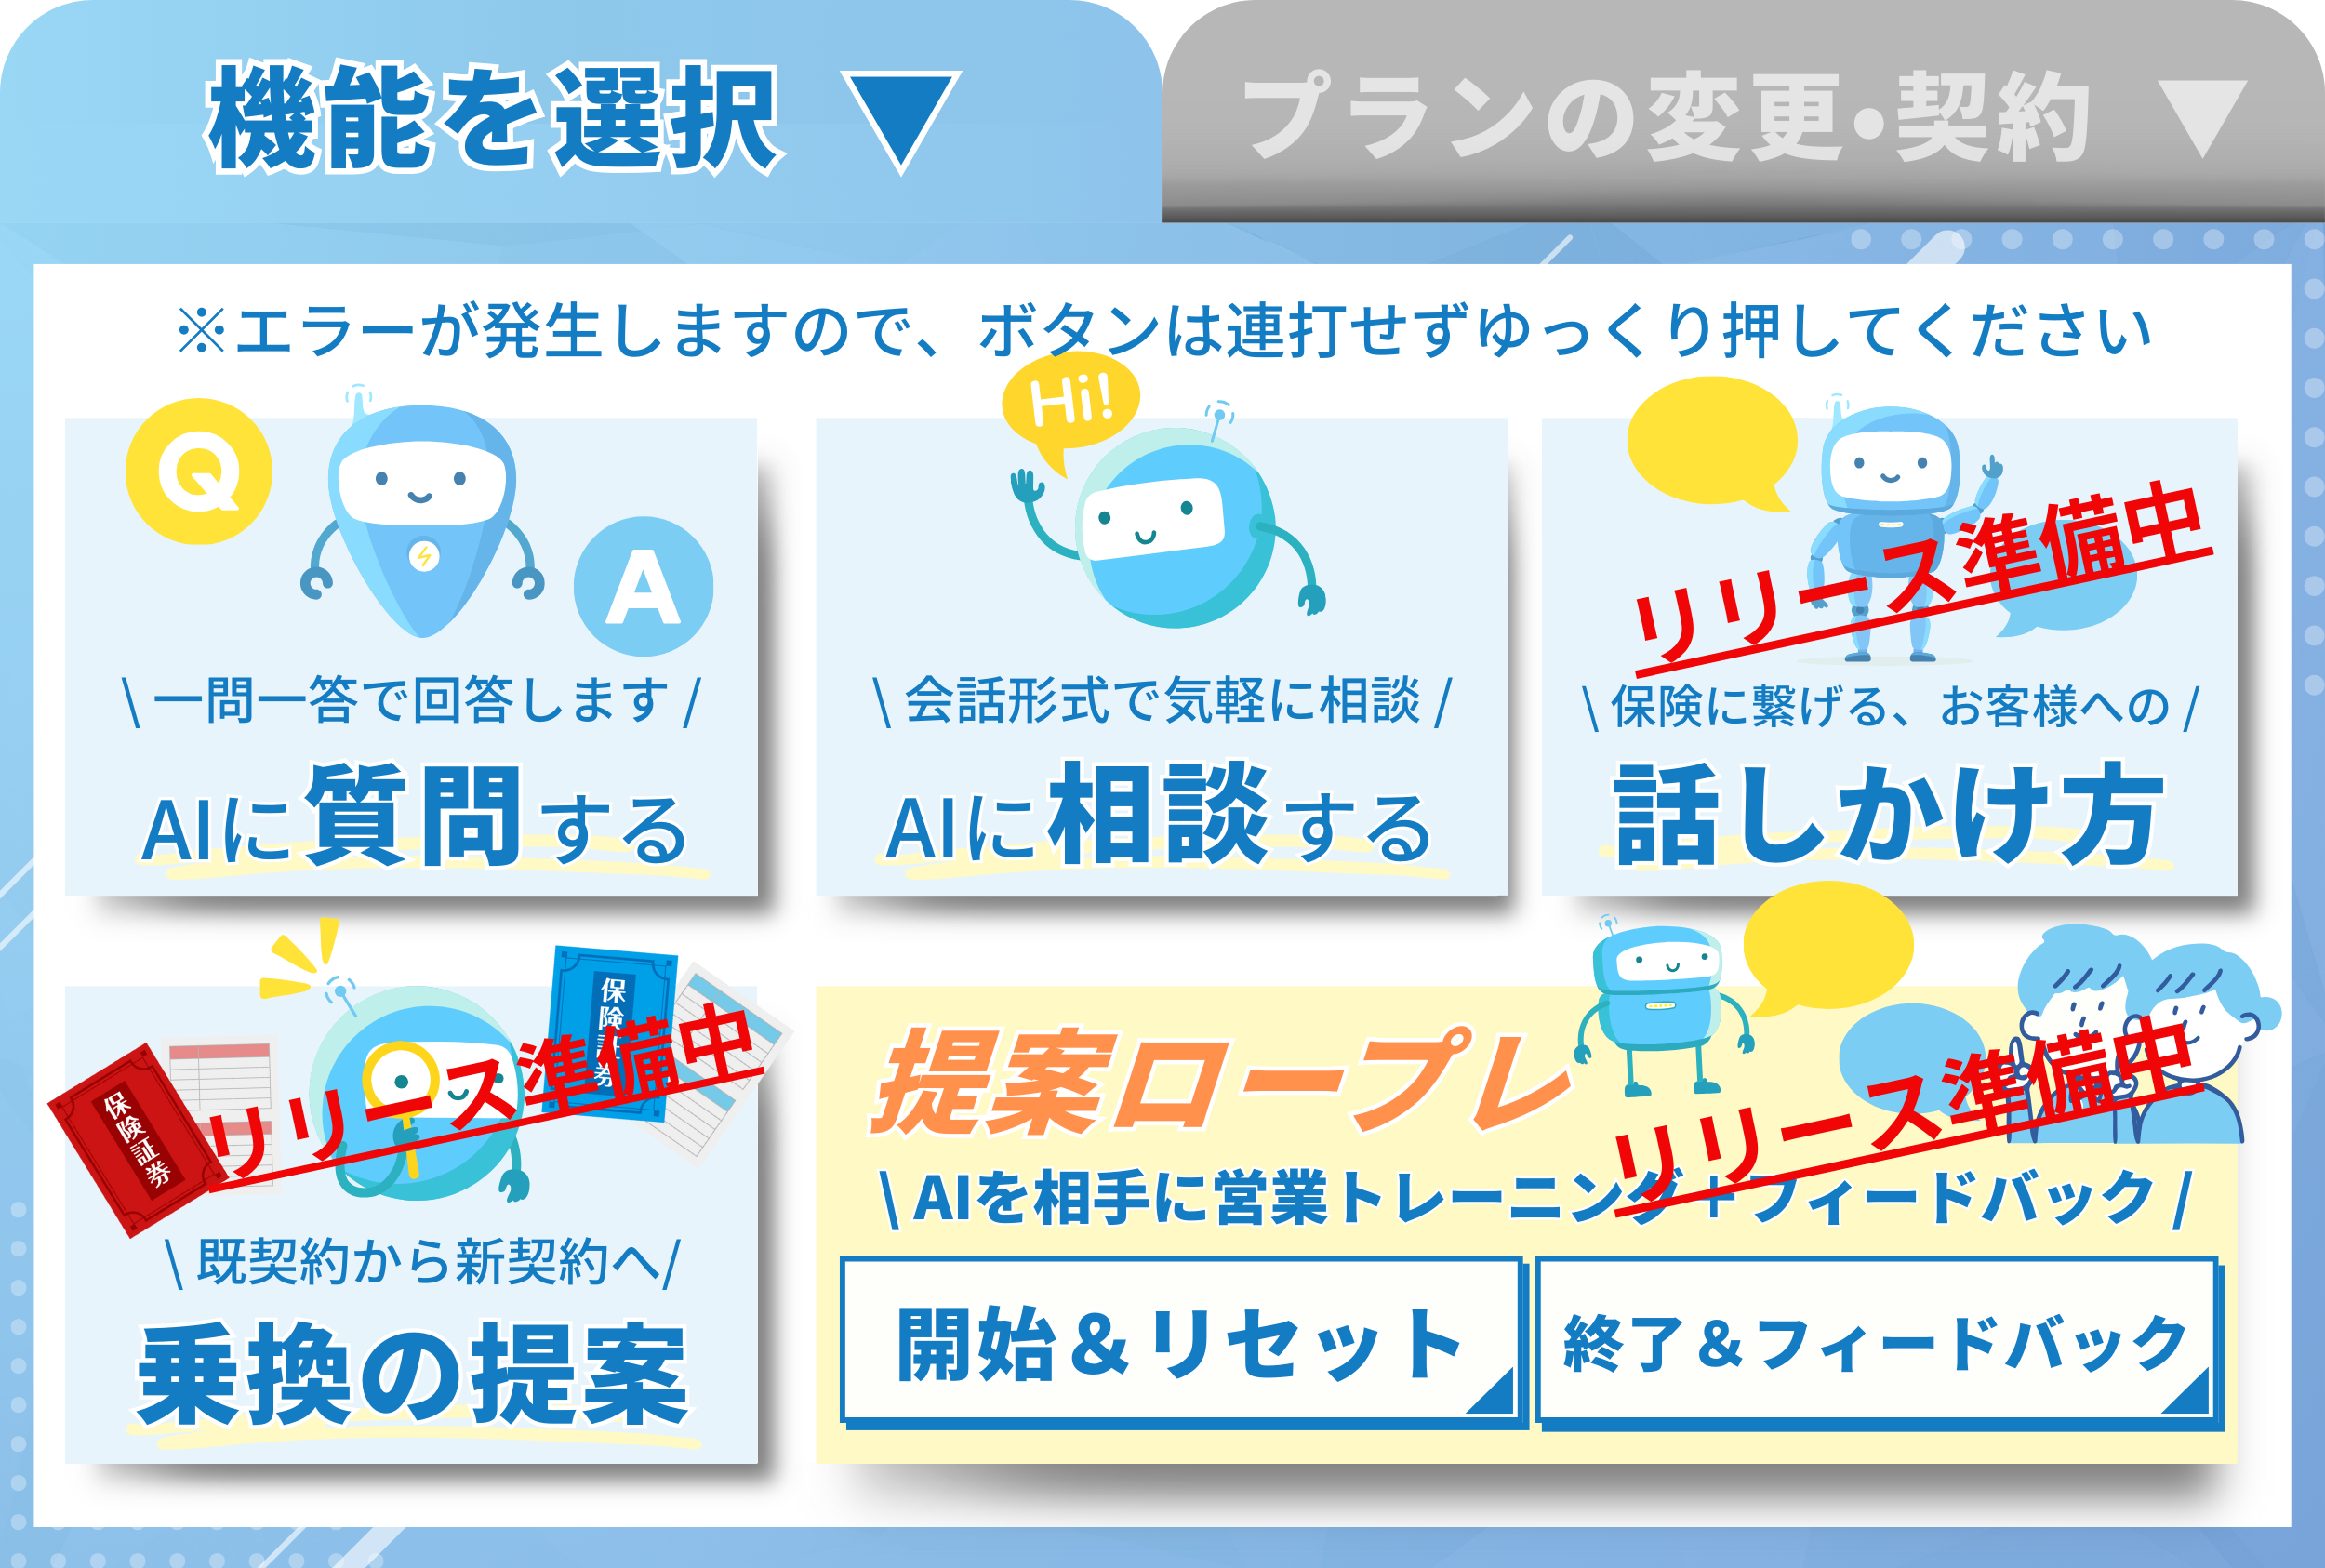 機能を選択 ▼
プランの変更・契約 ▼
※エラーが発生しますので、ボタンは連打せずゆっくり押してください
Q
A
\ 一問一答で回答します /
AIに質問する
Hi!
\ 会話形式で気軽に相談 /
AIに相談する
リリース準備中
\ 保険に繋げる、お客様への /
話しかけ方
保険証券
保険証券
リリース準備中
\ 既契約から新契約へ /
乗換の提案
提案ロープレ
リリース準備中
\ AIを相手に営業トレーニング+フィードバック /
開始&リセット
終了&フィードバック